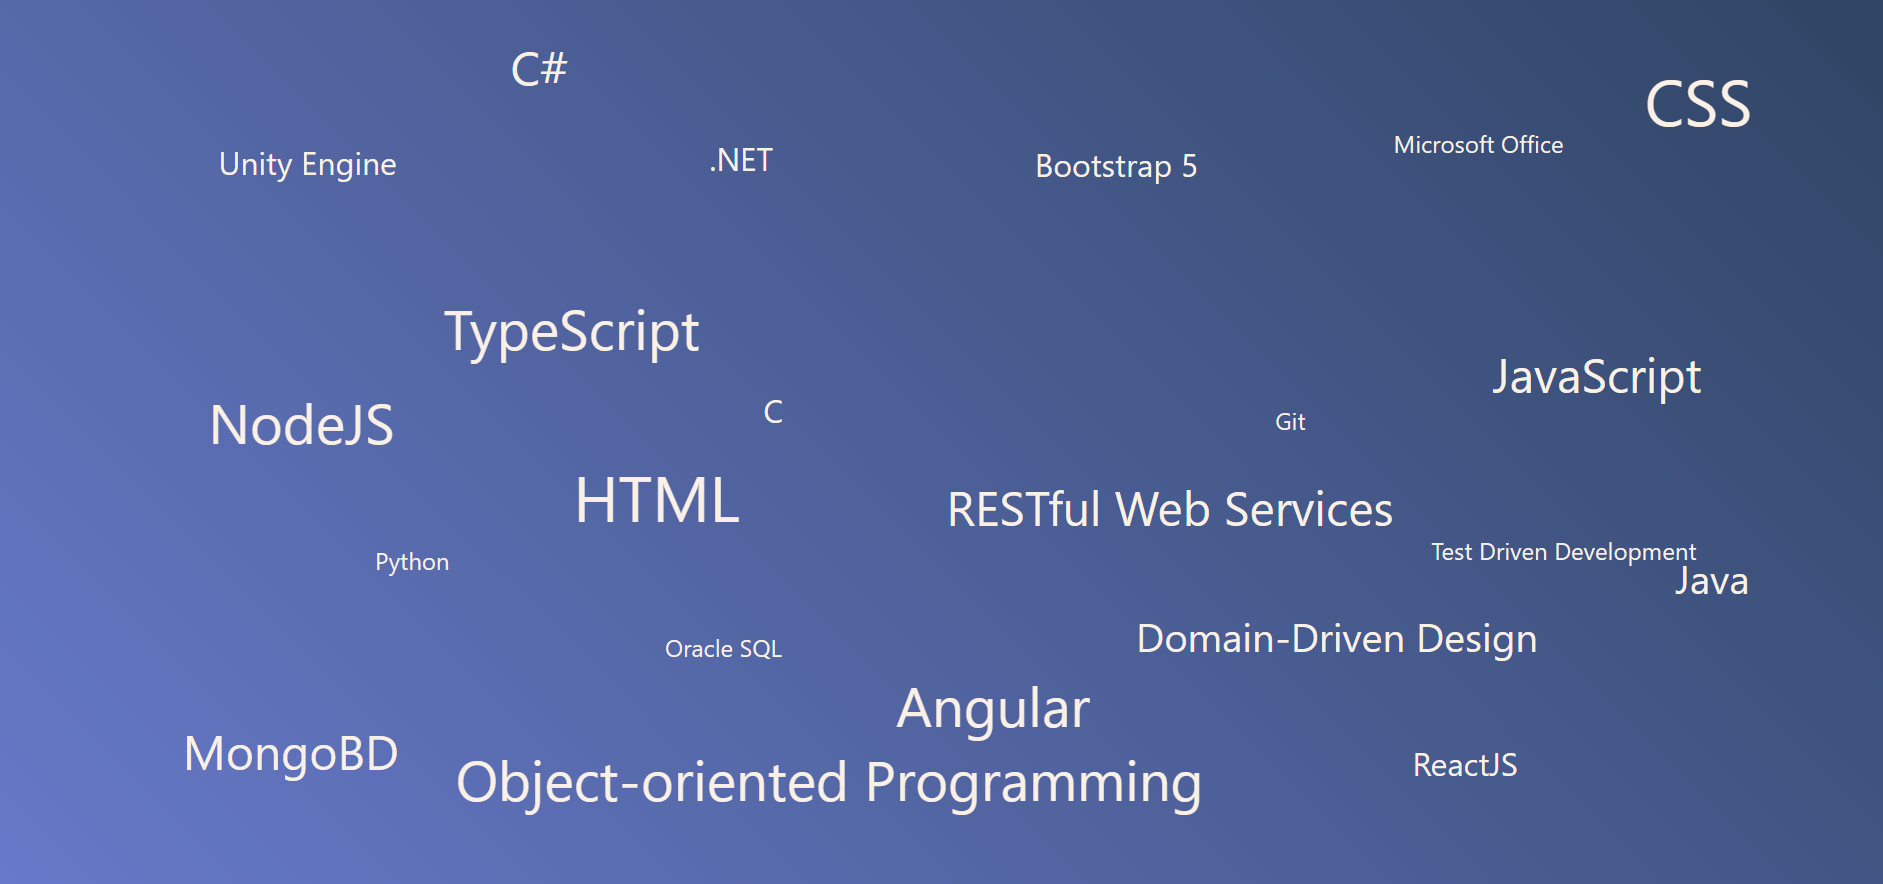 C#
CSS
Microsoft Office
Unity Engine
.NET
Bootstrap 5
TypeScript
JavaScript
C
Git
NodeJS
HTML
RESTful Web Services
Test Driven Development
Python
Java
Domain-Driven Design
Oracle SQL
Angular
MongoBD
ReactJS
Object-oriented Programming